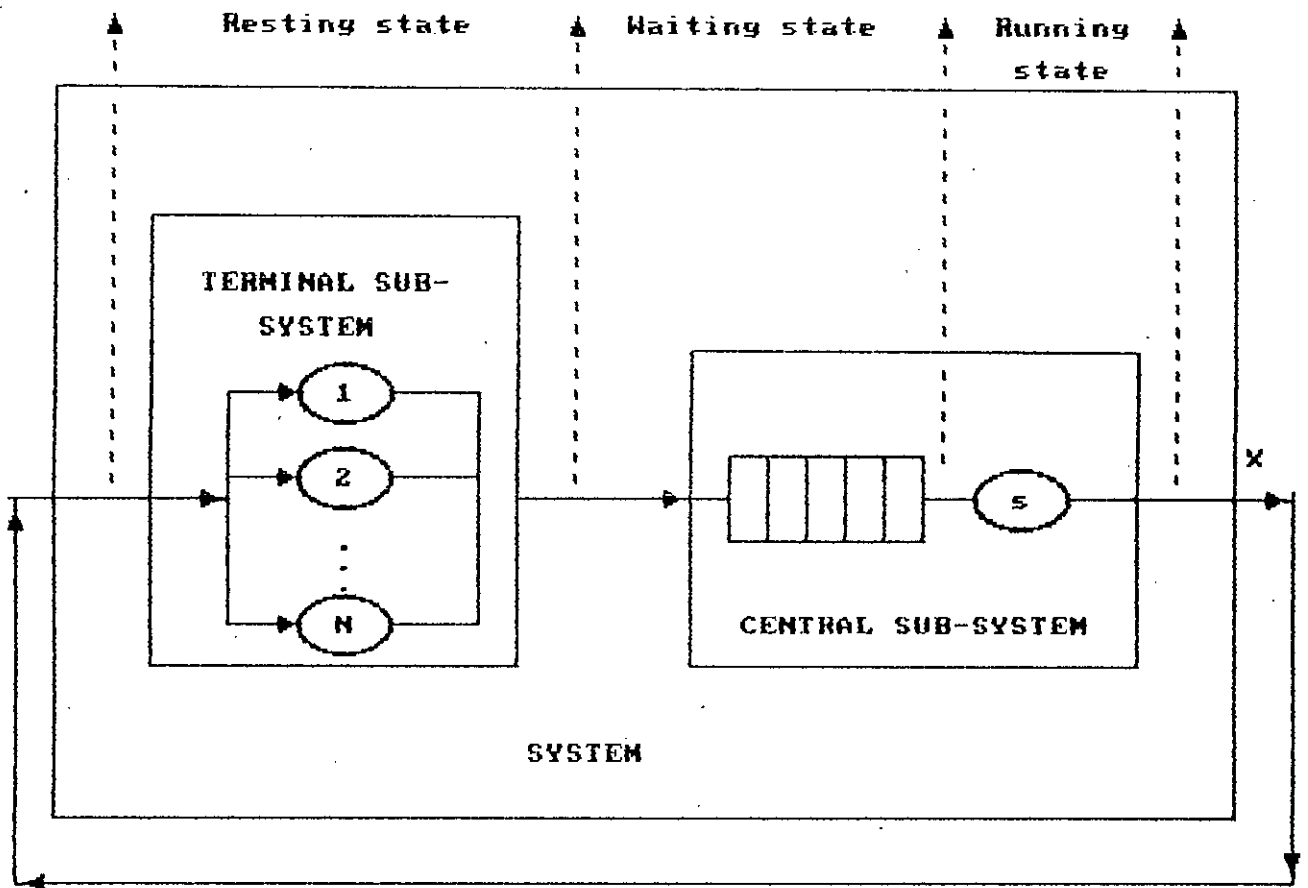 Resting state
Waiting state
Running
state
TERMINAL SUB-
SYSTEM
1
2
N
X
s
CENTRAL SUB-SYSTEM
SYSTEM